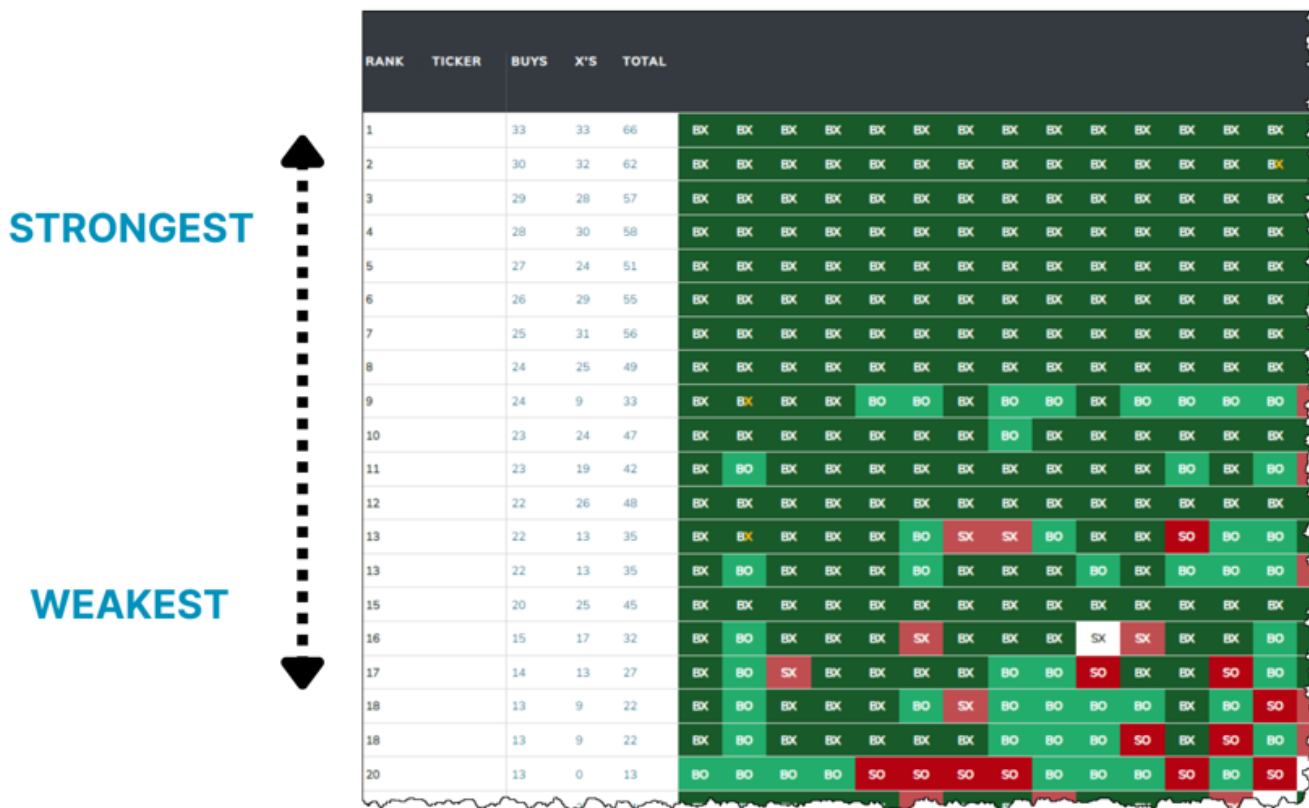 RANK TICKER BUYS X'S TOTAL
1 33 33 66 BX BX BX BX BX BX BX BX BX BX BX BX BX BX
2 30 32 62 BX BX BX BX BX BX BX BX BX BX BX BX BX BX
3 29 28 57 BX BX BX BX BX BX BX BX BX BX BX BX BX BX
STRONGEST
4 28 30 58 BX BX BX BX BX BX BX BX BX BX BX BX BX BX
5 27 24 51 BX BX BX BX BX BX BX BX BX BX BX BX BX BX
6 26 29 55 BX BX BX BX BX BX BX BX BX BX BX BX BX BX
7 25 31 56 BX BX BX BX BX BX BX BX BX BX BX BX BX BX
8 24 25 49 BX BX BX BX BX BX BX BX BX BX BX BX BX BX
9 24 9 33 BX BX BX BX BO BO BX BO BO BX BO BO BO BO
10 23 24 47 BX BX BX BX BX BX BX BO BX BX BX BX BX BX
11 23 19 42 BX BO BX BX BX BX BX BX BX BX BX BO BX BO
12 22 26 48 BX BX BX BX BX BX BX BX BX BX BX BX BX BX
13 22 13 35 BX BX BX BX BX BO SX SX BO BX BX SO BO BO
13 22 13 35 BX BO BX BX BX BO BX BX BX BO BX BO BO BO
WEAKEST
15 20 25 45 BX BX BX BX BX BX BX BX BX BX BX BX BX BX
16 15 17 32 BX BO BX BX BX SX BX BX BX SX SX BX BX BO
17 14 13 27 BX BO SX BX BX BX BX BO BO SO BX BX SO BO
18 13 9 22 BX BO BX BX BX BO SX BO BO BO BO BX BO SO
18 13 9 22 BX BO BX BX BX BX BX BO BO BO SO BX SO BO
20 13 0 13 BO BO BO BO SO SO SO SO BO BO BO SO BO SO